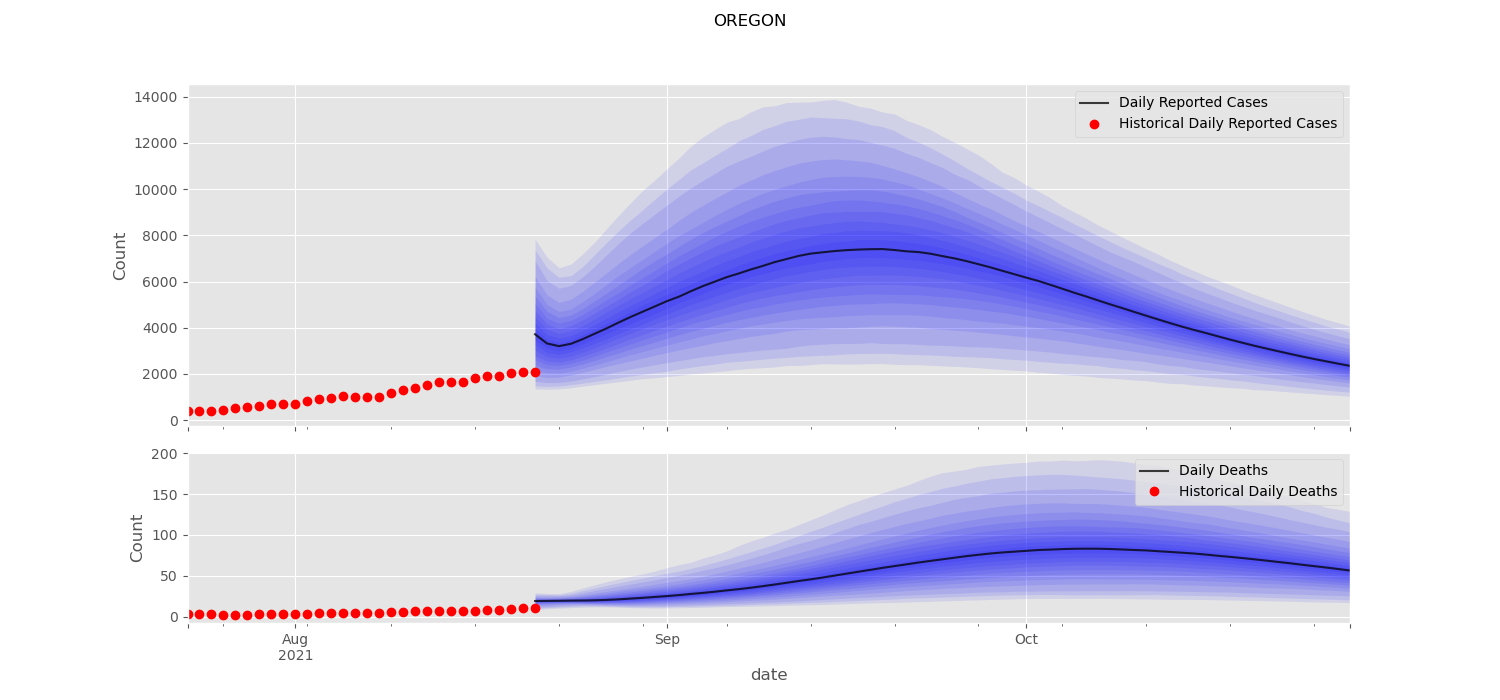 OREGON
14000
12000
10000
8000
6000
4000
2000
0
Count
Daily Reported Cases
Historical Daily Reported Cases
200
150
100
50
0
Count
Daily Deaths
Historical Daily Deaths
Aug
2021
Sep
Oct
date